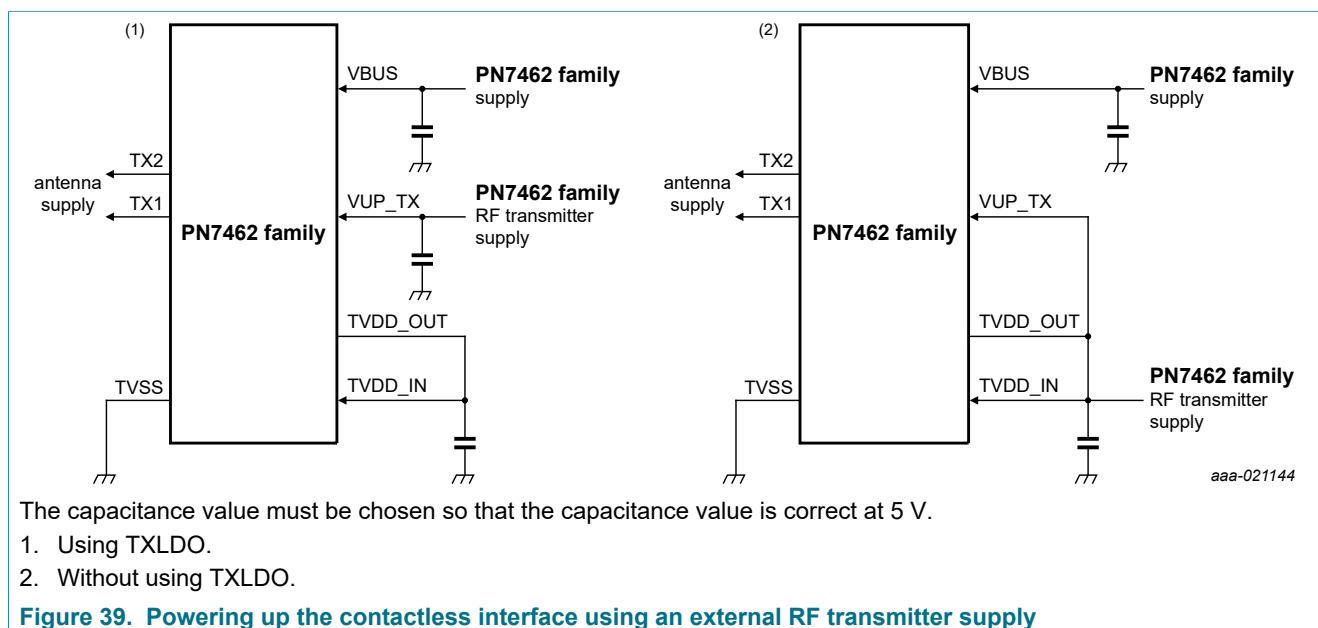 (1)
VBUS
PN7462 family
supply
TX2
antenna
supply
TX1
VUP_TX
PN7462 family
RF transmitter
supply
PN7462 family
TVDD_OUT
TVSS
TVDD_IN
(2)
VBUS
PN7462 family
supply
TX2
antenna
supply
TX1
VUP_TX
PN7462 family
TVDD_OUT
TVSS
TVDD_IN
PN7462 family
RF transmitter
supply
aaa-021144
The capacitance value must be chosen so that the capacitance value is correct at 5 V.
1. Using TXLDO.
2. Without using TXLDO.
Figure 39. Powering up the contactless interface using an external RF transmitter supply